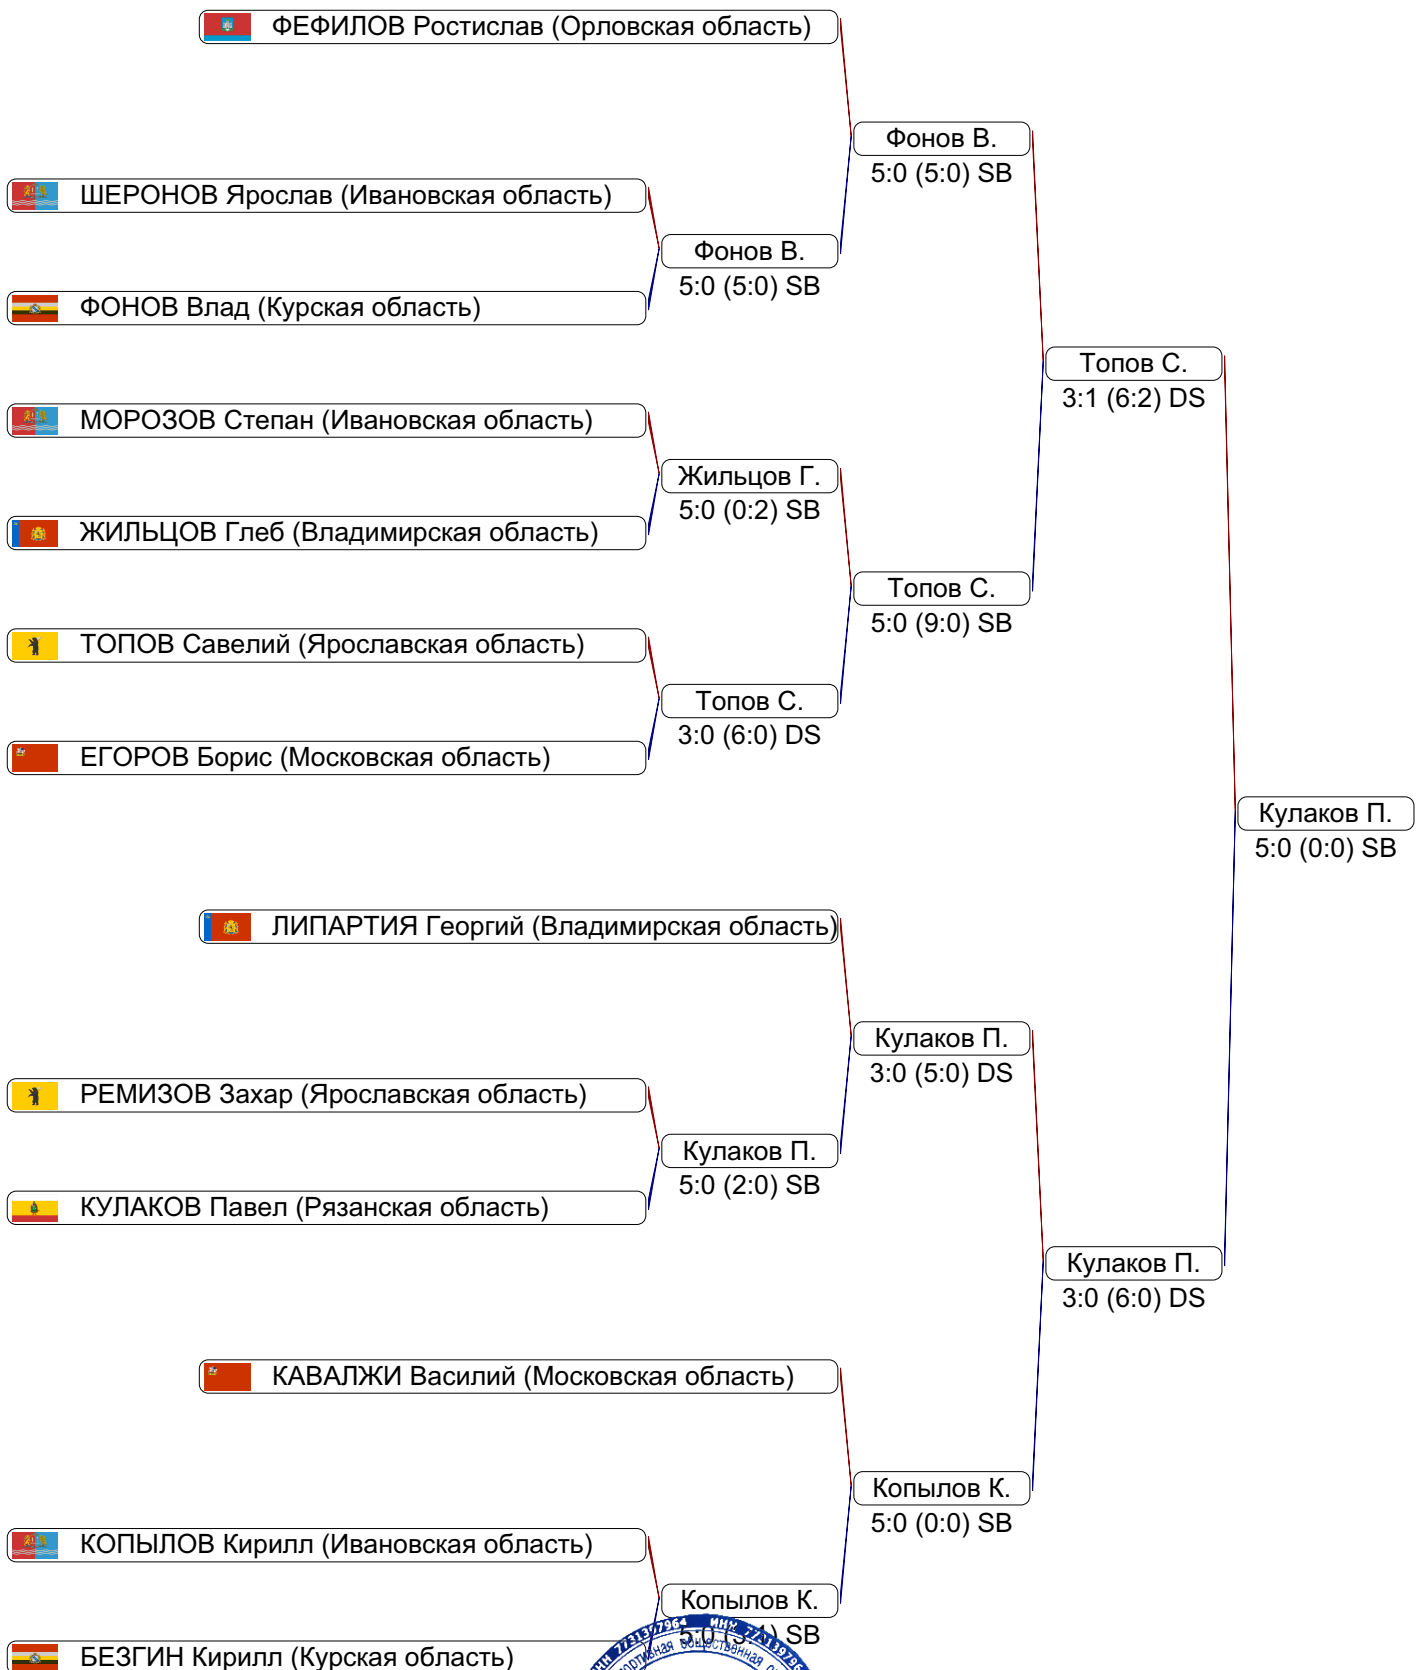 ФЕФИЛОВ Ростислав (Орловская область)
Фонов В.
5:0 (5:0) SB
ШЕРОНОВ Ярослав (Ивановская область)
Фонов В.
5:0 (5:0) SB
ФОНОВ Влад (Курская область)
Топов С.
3:1 (6:2) DS
МОРОЗОВ Степан (Ивановская область)
Жильцов Г.
5:0 (0:2) SB
ЖИЛЬЦОВ Глеб (Владимирская область)
Топов С.
5:0 (9:0) SB
ТОПОВ Савелий (Ярославская область)
Топов С.
3:0 (6:0) DS
ЕГОРОВ Борис (Московская область)
Кулаков П.
5:0 (0:0) SB
ЛИПАРТИЯ Георгий (Владимирская область)
Кулаков П.
3:0 (5:0) DS
РЕМИЗОВ Захар (Ярославская область)
Кулаков П.
5:0 (2:0) SB
КУЛАКОВ Павел (Рязанская область)
Кулаков П.
3:0 (6:0) DS
КАВАЛЖИ Василий (Московская область)
Копылов К.
5:0 (0:0) SB
КОПЫЛОВ Кирилл (Ивановская область)
Копылов К.
5:0 (3:4) SB
БЕЗГИН Кирилл (Курская область)